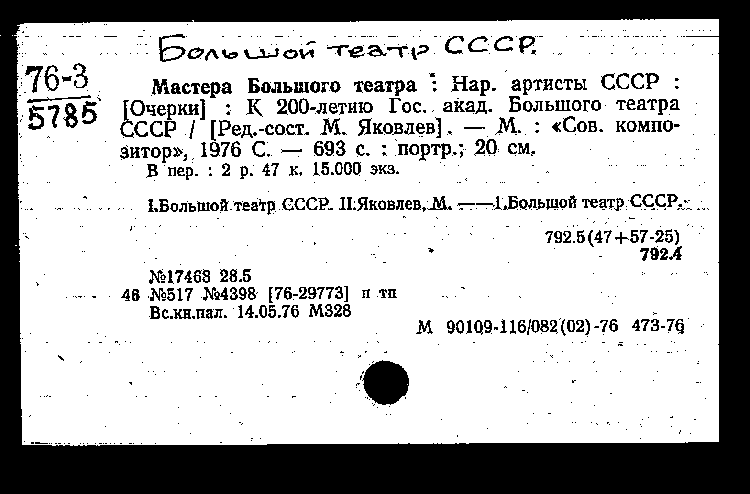 Большой театр СССР.
76-3
5785
Мастера Большого театра : Нар. артисты СССР :
[Очерки] : К 200-летию Гос. акад. Большого театра
СССР / [Ред.-сост. М. Яковлев]. — М. : «Сов. компо-
зитор», 1976 С. — 693 с. : портр.; 20 см.
В пер. : 2 р. 47 к. 15.000 экз.
I.Большой театр СССР. II.Яковлев, М. — —1.Большой театр СССР.
792.5(47+57-25)
792.4
№17468 28.5
48 №517 №4398 [76-29773] п тп
Вс.кн.пал. 14.05.76 М328
М 90109-116/082(02)-76 473-76